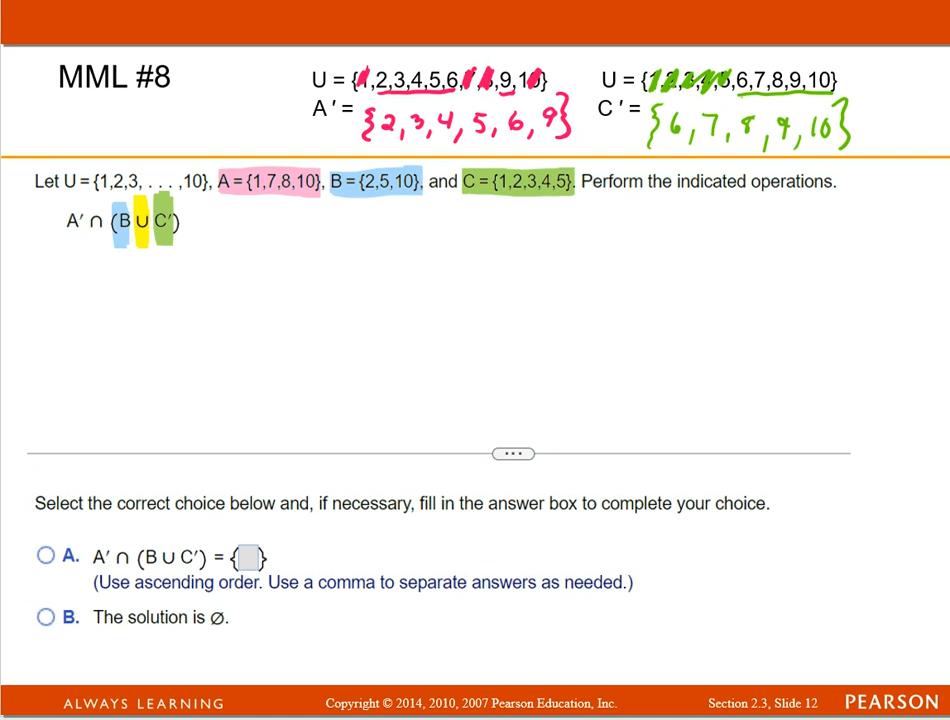 MML #8
U = {1,2,3,4,5,6,7,8,9,10}
U = {1,2,3,4,5,6,7,8,9,10}
A′ =
{2,3,4,5,6,9}
C′ =
{6,7,8,9,10}
Let U = {1,2,3, . . . ,10}, A = {1,7,8,10}, B = {2,5,10}, and C = {1,2,3,4,5}. Perform the indicated operations.
A′ ∩ (B ∪ C′)
Select the correct choice below and, if necessary, fill in the answer box to complete your choice.
A. A′ ∩ (B ∪ C′) = { }
(Use ascending order. Use a comma to separate answers as needed.)
B. The solution is ∅.
ALWAYS LEARNING
Copyright © 2014, 2010, 2007 Pearson Education, Inc.
Section 2.3, Slide 12
PEARSON